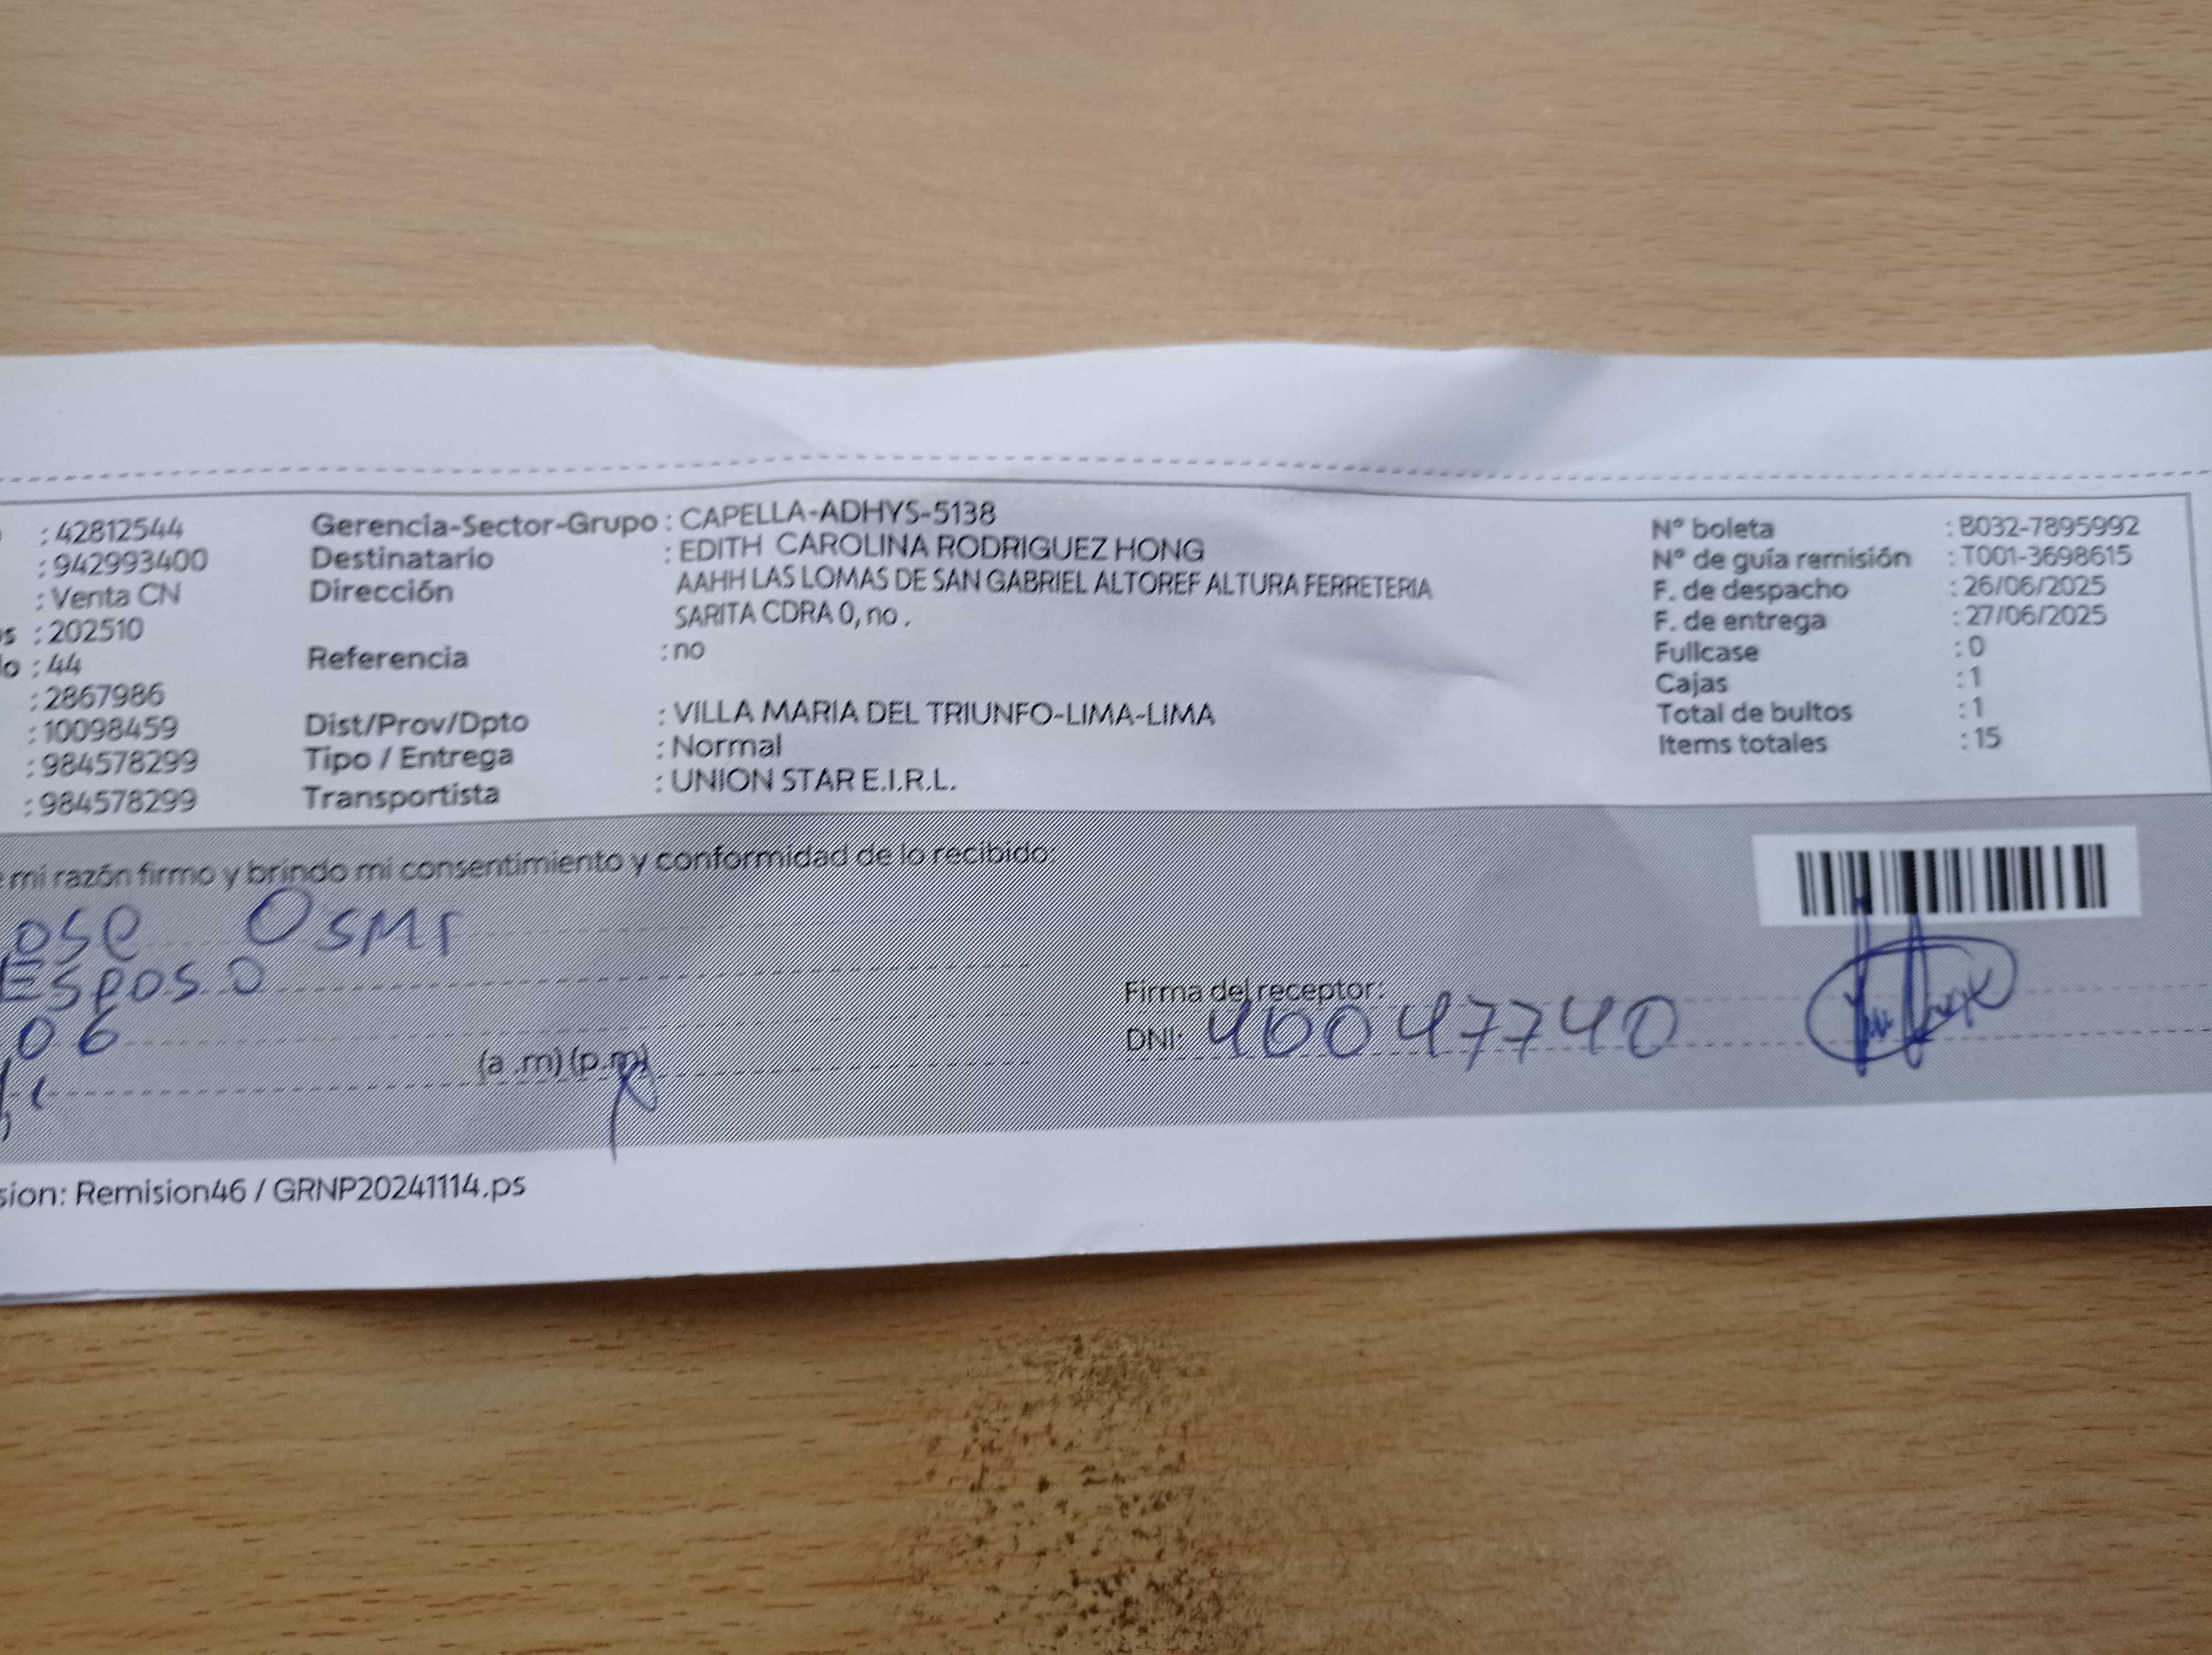 : 42812544 Gerencia-Sector-Grupo : CAPELLA-ADHYS-5138 N° boleta : B032-7895992
: 942993400 Destinatario : EDITH CAROLINA RODRIGUEZ HONG N° de guía remisión : T001-3698615
: Venta CN Dirección AAHH LAS LOMAS DE SAN GABRIEL ALTOREF ALTURA FERRETERIA F. de despacho : 26/06/2025
s : 202510 SARITA CDRA 0, no . F. de entrega : 27/06/2025
o : 44 Referencia : no Fullcase : 0
: 2867986 Cajas : 1
: 10098459 Dist/Prov/Dpto : VILLA MARIA DEL TRIUNFO-LIMA-LIMA Total de bultos : 1
: 984578299 Tipo / Entrega : Normal Items totales : 15
: 984578299 Transportista : UNION STAR E.I.R.L.
e mi razón firmo y brindo mi consentimiento y conformidad de lo recibido:
ose Osmr
Esposo
Firma del receptor:
06
DNI: 40047740
(a .m) (p.m)
sion: Remision46 / GRNP20241114.ps